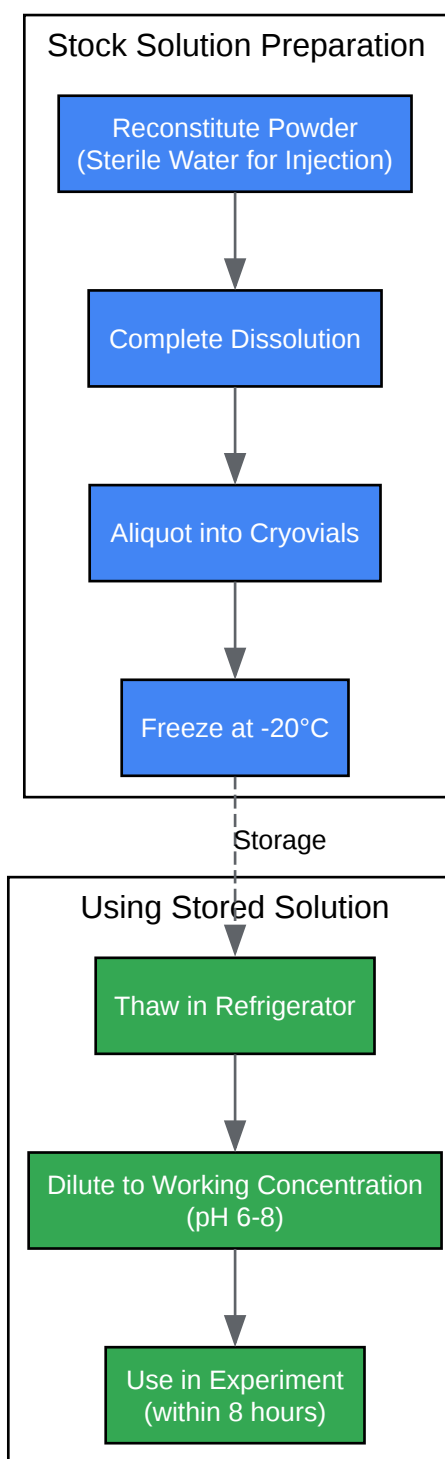 Stock Solution Preparation
Reconstitute Powder
(Sterile Water for Injection)
Complete Dissolution
Aliquot into Cryovials
Freeze at -20°C
Storage
Using Stored Solution
Thaw in Refrigerator
Dilute to Working Concentration
(pH 6-8)
Use in Experiment
(within 8 hours)